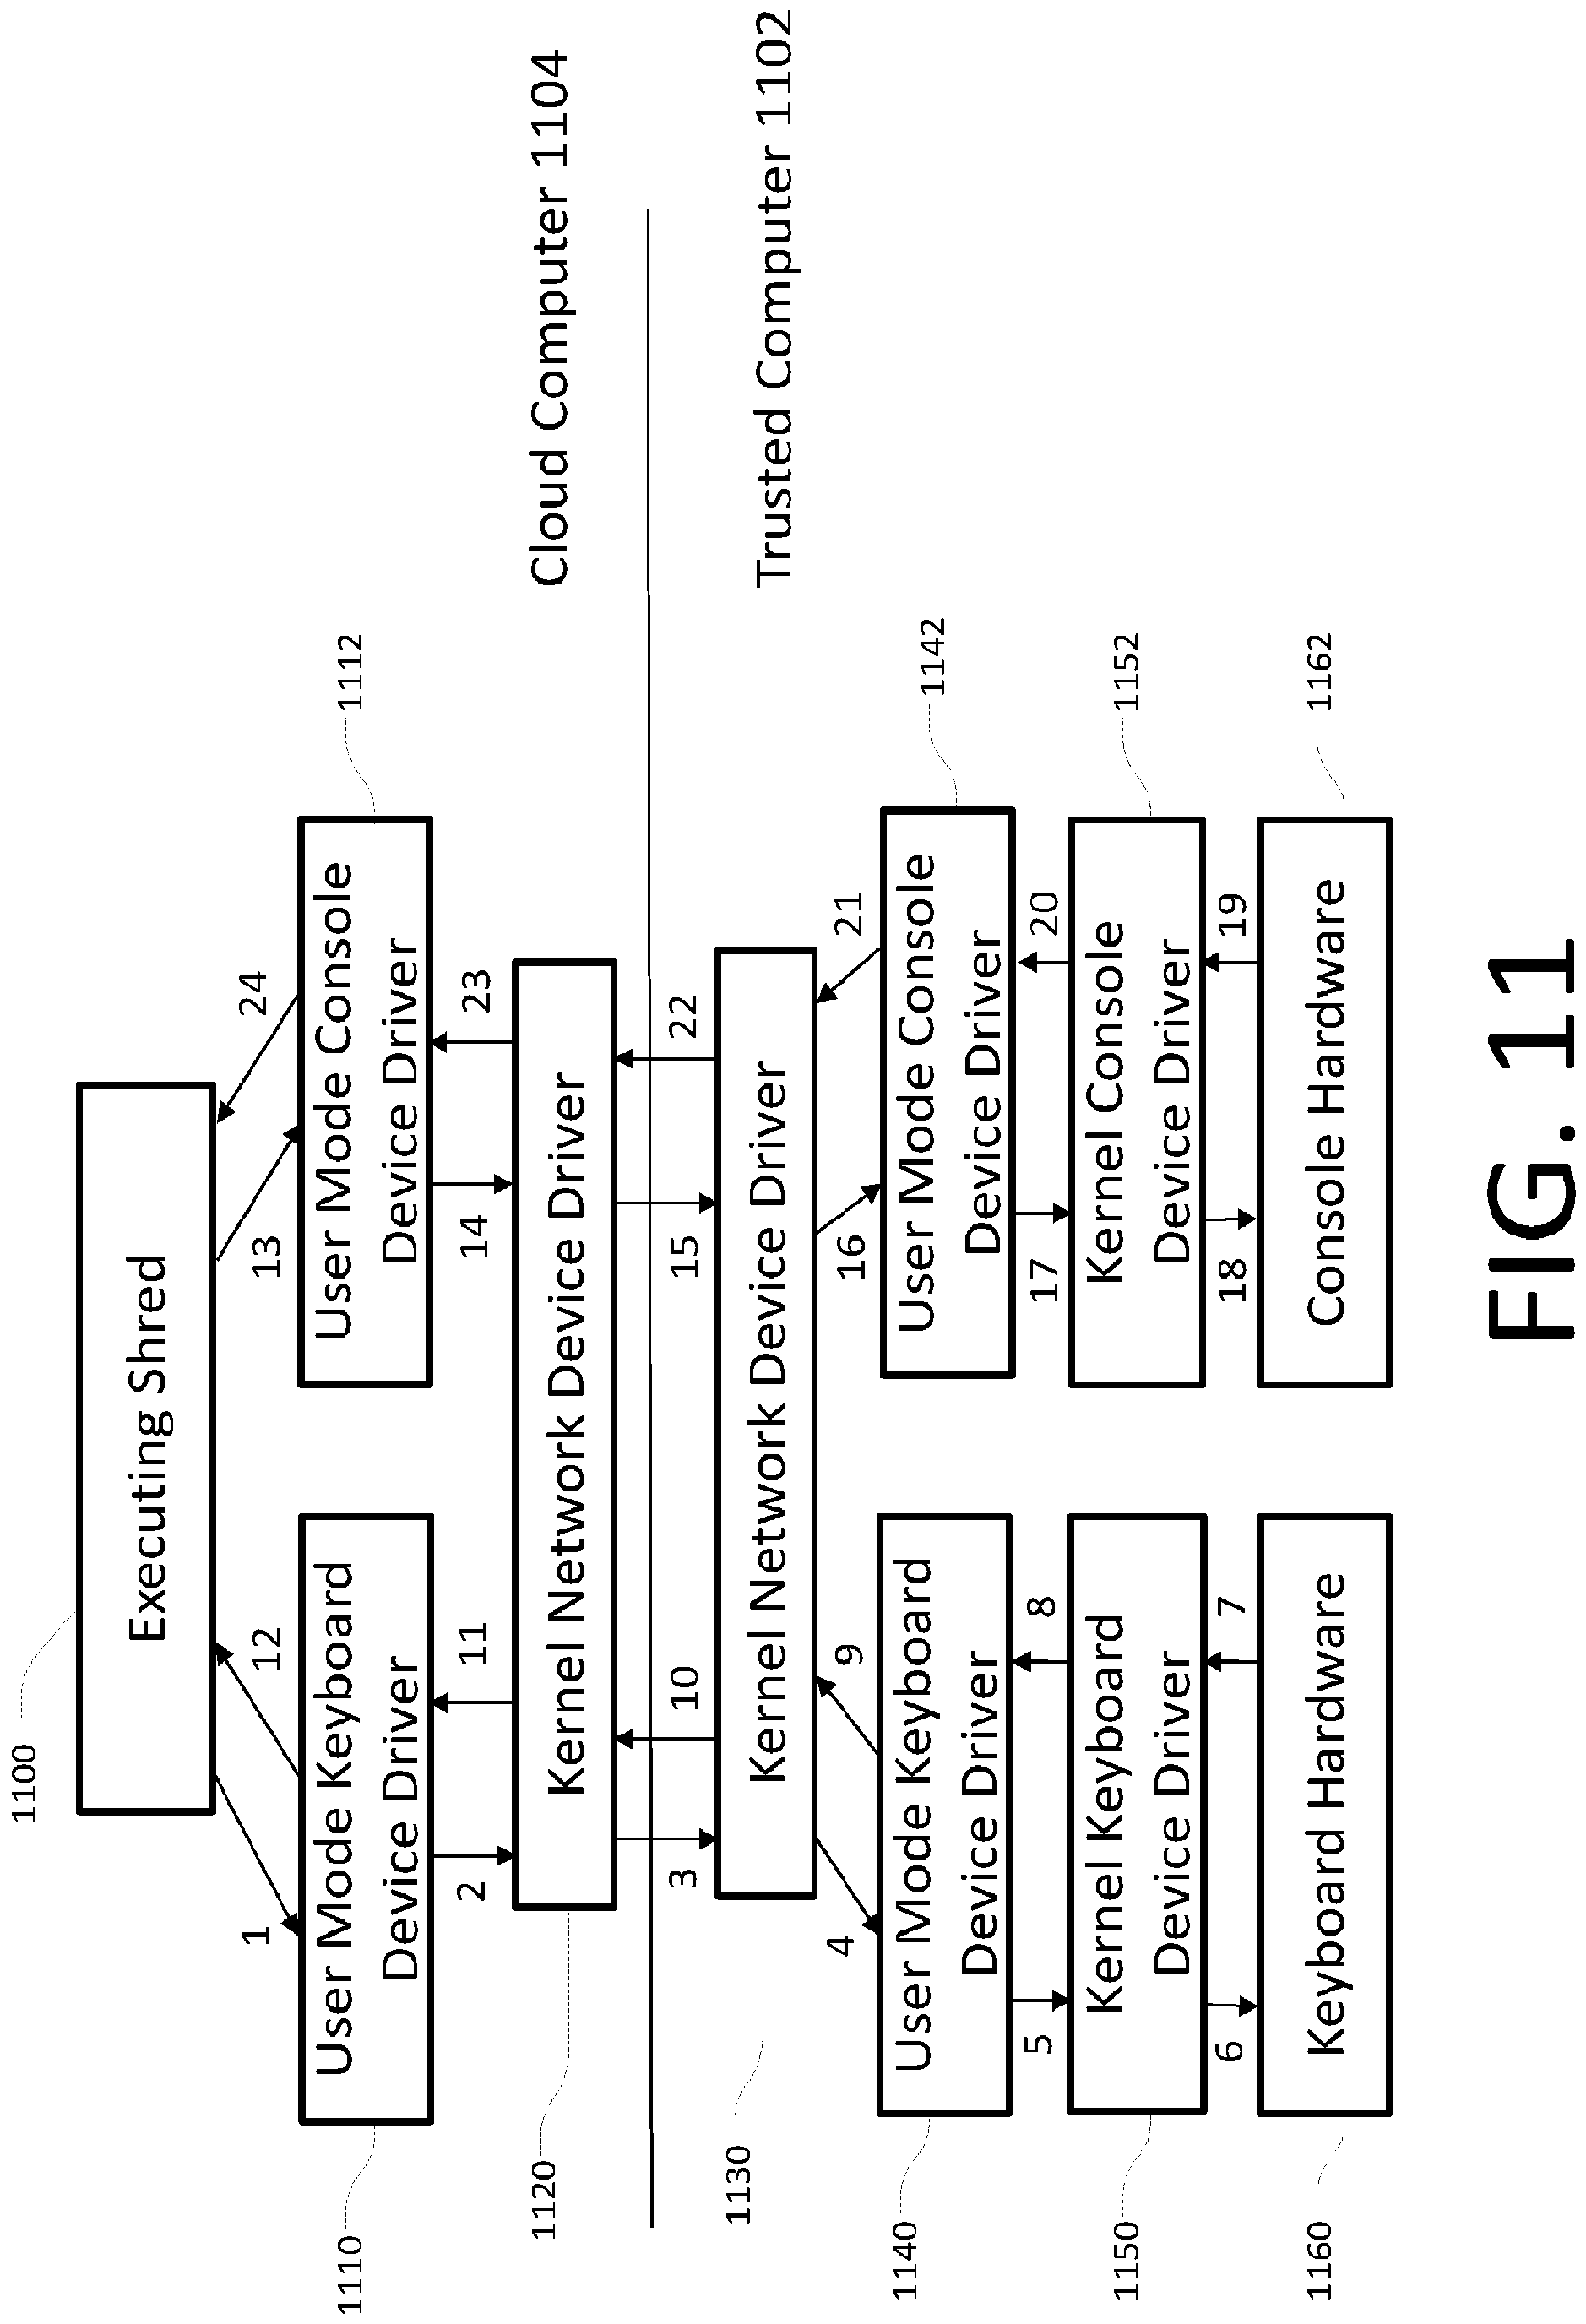 1100
Executing Shred
1
12
13
24
1110
User Mode Keyboard
Device Driver
User Mode Console
Device Driver
1112
2
11
14
23
1120
Kernel Network Device Driver
Cloud Computer 1104
3
10
15
22
1130
Kernel Network Device Driver
Trusted Computer 1102
4
9
16
21
1140
User Mode Keyboard
Device Driver
User Mode Console
Device Driver
1142
5
8
17
20
1150
Kernel Keyboard
Device Driver
Kernel Console
Device Driver
1152
6
7
18
19
1160
Keyboard Hardware
Console Hardware
1162
FIG. 11